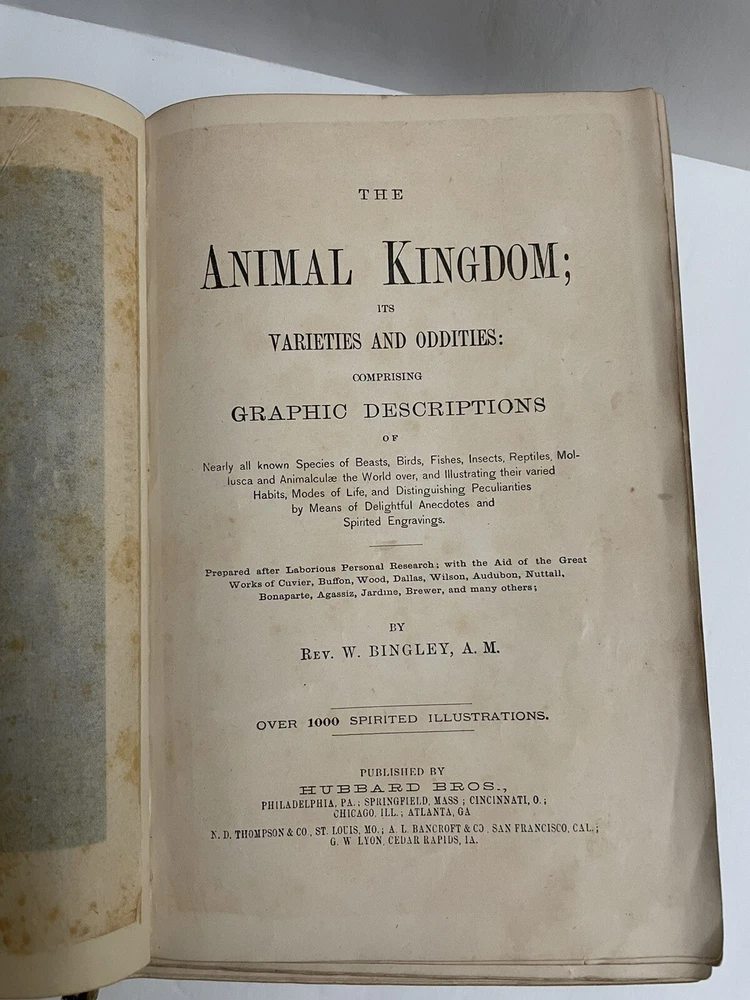 THE
ANIMAL KINGDOM;
ITS
VARIETIES AND ODDITIES:
COMPRISING
GRAPHIC DESCRIPTIONS
OF
Nearly all known Species of Beasts, Birds, Fishes, Insects, Reptiles, Mol-
lusca and Animalculæ the World over, and Illustrating their varied
Habits, Modes of Life, and Distinguishing Peculianties
by Means of Delightful Anecdotes and
Spirited Engravings.
Prepared after Laborious Personal Research; with the Aid of the Great
Works of Cuvier, Buffon, Wood, Dallas, Wilson, Audubon, Nuttall,
Bonaparte, Agassiz, Jardine, Brewer, and many others;
BY
REV. W. BINGLEY, A. M.
OVER 1000 SPIRITED ILLUSTRATIONS.
PUBLISHED BY
HUBBARD BROS.,
PHILADELPHIA, PA.; SPRINGFIELD, MASS; CINCINNATI, O.;
CHICAGO, ILL.; ATLANTA, GA
N. D. THOMPSON & CO., ST. LOUIS, MO.; A. L. BANCROFT & CO. SAN FRANCISCO, CAL.;
G. W LYON, CEDAR RAPIDS, IA.